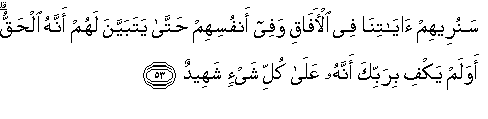 سَنُرِيهِمْ ءَايَـٰتِنَا فِى ٱلْـَٔافَاقِ وَفِىٓ أَنفُسِهِمْ حَتَّىٰ يَتَبَيَّنَ لَهُمْ أَنَّهُ ٱلْحَقُّ ۗ
أَوَلَمْ يَكْفِ بِرَبِّكَ أَنَّهُۥ عَلَىٰ كُلِّ شَىْءٍ شَهِيدٌ ﴿٥٣﴾